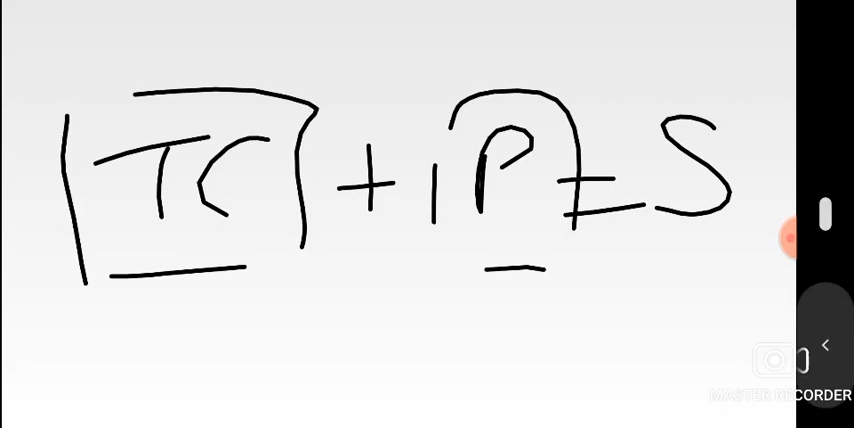 TC + P = S
MASTER RECORDER